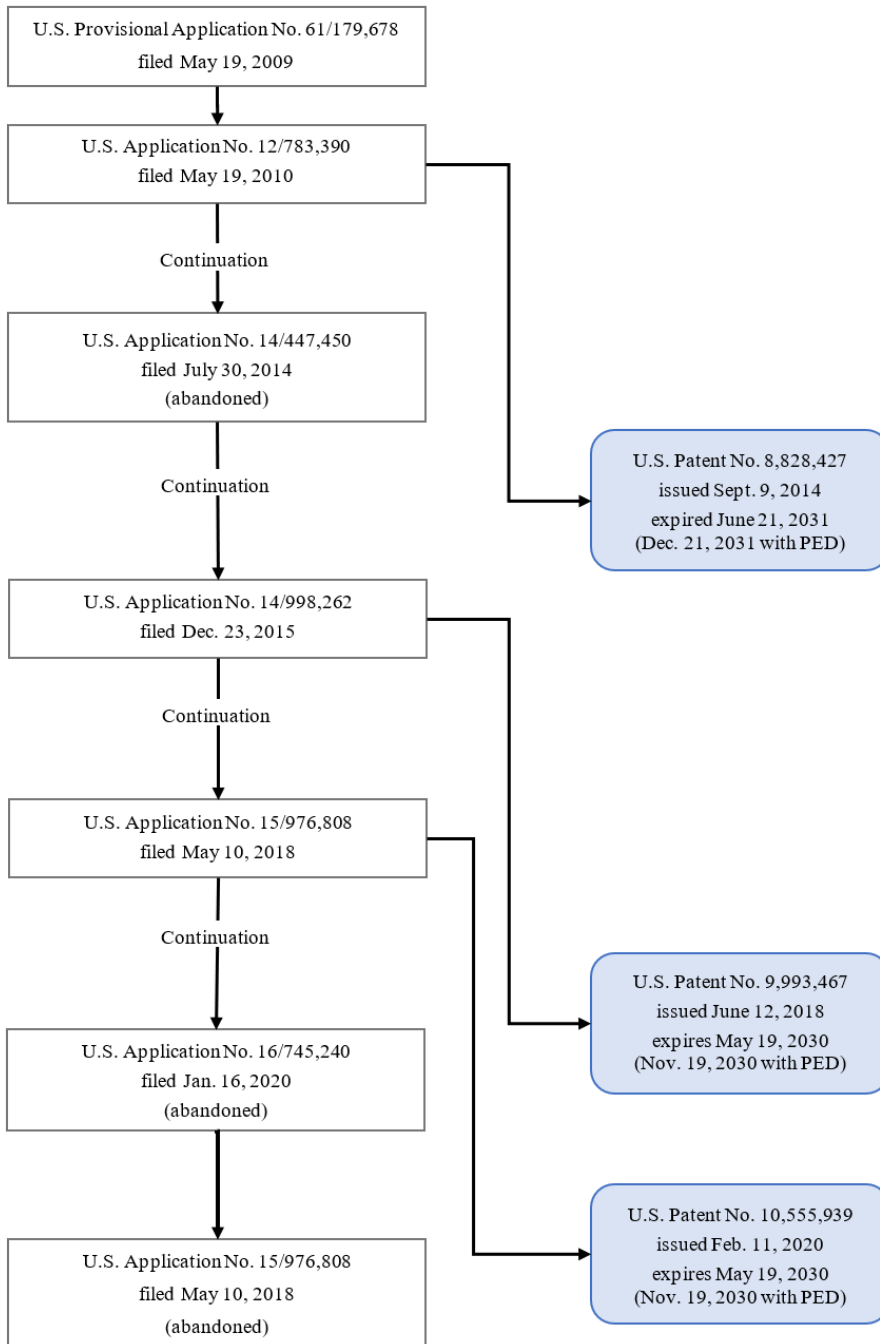 U.S. Provisional Application No. 61/179,678
filed May 19, 2009
U.S. Application No. 12/783,390
filed May 19, 2010
Continuation
U.S. Application No. 14/447,450
filed July 30, 2014
(abandoned)
Continuation
U.S. Patent No. 8,828,427
issued Sept. 9, 2014
expired June 21, 2031
(Dec. 21, 2031 with PED)
U.S. Application No. 14/998,262
filed Dec. 23, 2015
Continuation
U.S. Application No. 15/976,808
filed May 10, 2018
Continuation
U.S. Patent No. 9,993,467
issued June 12, 2018
expires May 19, 2030
(Nov. 19, 2030 with PED)
U.S. Application No. 16/745,240
filed Jan. 16, 2020
(abandoned)
U.S. Patent No. 10,555,939
issued Feb. 11, 2020
expires May 19, 2030
(Nov. 19, 2030 with PED)
U.S. Application No. 15/976,808
filed May 10, 2018
(abandoned)